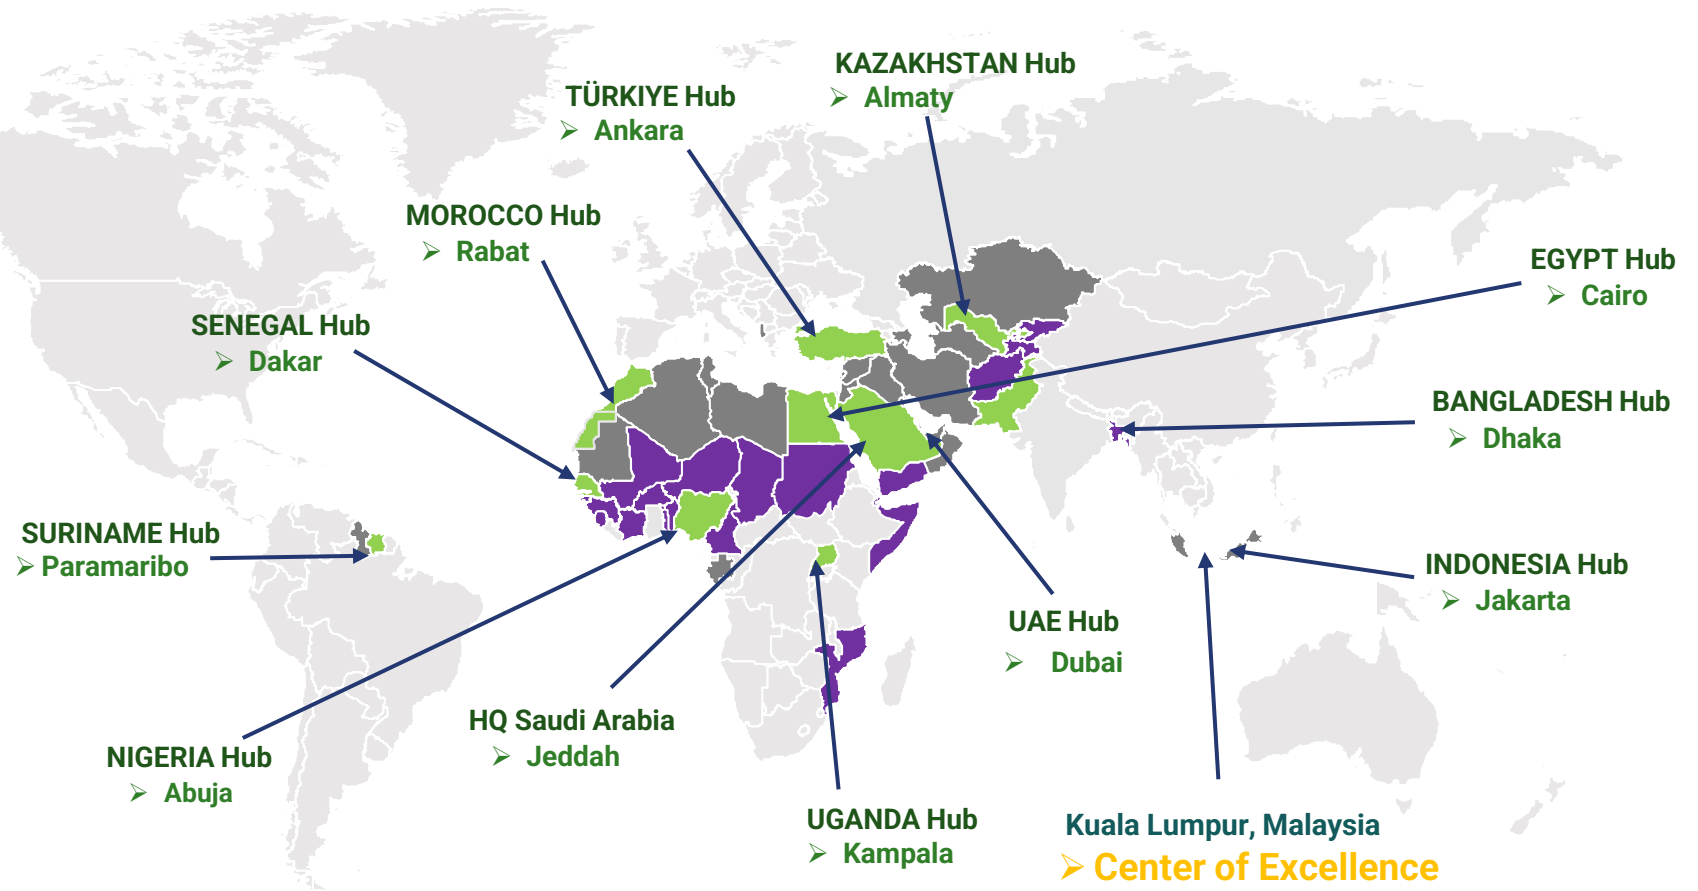 KAZAKHSTAN Hub
➢ Almaty
TÜRKIYE Hub
➢ Ankara
MOROCCO Hub
➢ Rabat
EGYPT Hub
➢ Cairo
SENEGAL Hub
➢ Dakar
BANGLADESH Hub
➢ Dhaka
SURINAME Hub
➢ Paramaribo
INDONESIA Hub
➢ Jakarta
UAE Hub
➢ Dubai
HQ Saudi Arabia
➢ Jeddah
NIGERIA Hub
➢ Abuja
UGANDA Hub
➢ Kampala
Kuala Lumpur, Malaysia
➢ Center of Excellence